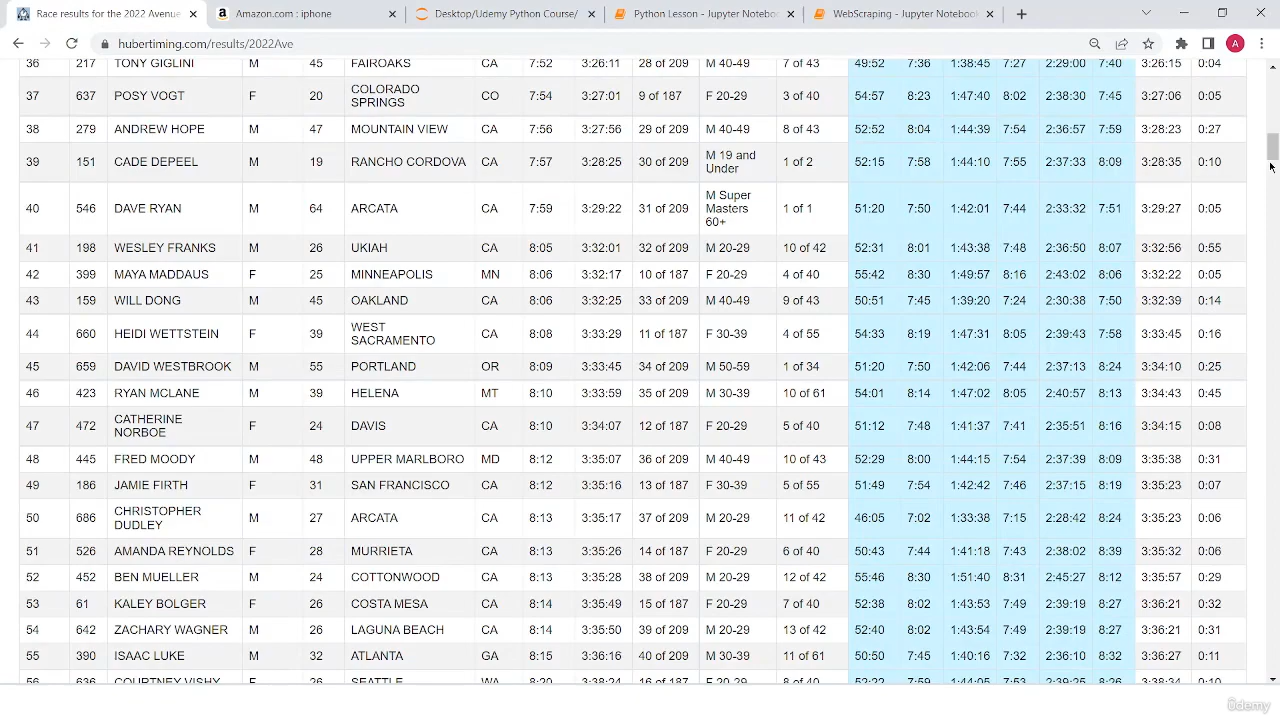 Race results for the 2022 Avenue
Amazon.com : iphone
Desktop/Udemy Python Course/
Python Lesson - Jupyter Notebook
WebScraping - Jupyter Notebook
hubertiming.com/results/2022Ave
A
36 217 TONY GIGLINI M 45 FAIROAKS CA 7:54 3:26:11 28 of 209 M 40-49 7 of 43 49:52 7:36 1:38:43 7:27 2:29:00 7:40 3:26:15 0:04
37 637 POSY VOGT F 20 COLORADO SPRINGS CO 7:54 3:27:01 9 of 187 F 20-29 3 of 40 54:57 8:23 1:47:40 8:02 2:38:30 7:45 3:27:06 0:05
38 279 ANDREW HOPE M 47 MOUNTAIN VIEW CA 7:56 3:27:56 29 of 209 M 40-49 8 of 43 52:52 8:04 1:44:39 7:54 2:36:57 7:59 3:28:23 0:27
39 151 CADE DEPEEL M 19 RANCHO CORDOVA CA 7:57 3:28:25 30 of 209 M 19 and Under 1 of 2 52:15 7:58 1:44:10 7:55 2:37:33 8:09 3:28:35 0:10
40 546 DAVE RYAN M 64 ARCATA CA 7:59 3:29:22 31 of 209 M Super Masters 60+ 1 of 1 51:20 7:50 1:42:01 7:44 2:33:32 7:51 3:29:27 0:05
41 198 WESLEY FRANKS M 26 UKIAH CA 8:05 3:32:01 32 of 209 M 20-29 10 of 42 52:31 8:01 1:43:38 7:48 2:36:50 8:07 3:32:56 0:55
42 399 MAYA MADDAUS F 25 MINNEAPOLIS MN 8:06 3:32:17 10 of 187 F 20-29 4 of 40 55:42 8:30 1:49:57 8:16 2:43:02 8:06 3:32:22 0:05
43 159 WILL DONG M 45 OAKLAND CA 8:06 3:32:25 33 of 209 M 40-49 9 of 43 50:51 7:45 1:39:20 7:24 2:30:38 7:50 3:32:39 0:14
44 660 HEIDI WETTSTEIN F 39 WEST SACRAMENTO CA 8:08 3:33:29 11 of 187 F 30-39 4 of 55 54:33 8:19 1:47:31 8:05 2:39:43 7:58 3:33:45 0:16
45 659 DAVID WESTBROOK M 55 PORTLAND OR 8:09 3:33:45 34 of 209 M 50-59 1 of 34 51:20 7:50 1:42:06 7:44 2:37:13 8:24 3:34:10 0:25
46 423 RYAN MCLANE M 39 HELENA MT 8:10 3:33:59 35 of 209 M 30-39 10 of 61 54:01 8:14 1:47:02 8:05 2:40:57 8:13 3:34:43 0:45
47 472 CATHERINE NORBOE F 24 DAVIS CA 8:10 3:34:07 12 of 187 F 20-29 5 of 40 51:12 7:48 1:41:37 7:41 2:35:51 8:16 3:34:15 0:08
48 445 FRED MOODY M 48 UPPER MARLBORO MD 8:12 3:35:07 36 of 209 M 40-49 10 of 43 52:29 8:00 1:44:15 7:54 2:37:39 8:09 3:35:38 0:31
49 186 JAMIE FIRTH F 31 SAN FRANCISCO CA 8:12 3:35:16 13 of 187 F 30-39 5 of 55 51:49 7:54 1:42:42 7:46 2:37:15 8:19 3:35:23 0:07
50 686 CHRISTOPHER DUDLEY M 27 ARCATA CA 8:13 3:35:17 37 of 209 M 20-29 11 of 42 46:05 7:02 1:33:38 7:15 2:28:42 8:24 3:35:23 0:06
51 526 AMANDA REYNOLDS F 28 MURRIETA CA 8:13 3:35:26 14 of 187 F 20-29 6 of 40 50:43 7:44 1:41:18 7:43 2:38:02 8:39 3:35:32 0:06
52 452 BEN MUELLER M 24 COTTONWOOD CA 8:13 3:35:28 38 of 209 M 20-29 12 of 42 55:46 8:30 1:51:40 8:31 2:45:27 8:12 3:35:57 0:29
53 61 KALEY BOLGER F 26 COSTA MESA CA 8:14 3:35:49 15 of 187 F 20-29 7 of 40 52:38 8:02 1:43:53 7:49 2:39:19 8:27 3:36:21 0:32
54 642 ZACHARY WAGNER M 26 LAGUNA BEACH CA 8:14 3:35:50 39 of 209 M 20-29 13 of 42 52:40 8:02 1:43:54 7:49 2:39:19 8:27 3:36:21 0:31
55 390 ISAAC LUKE M 32 ATLANTA GA 8:15 3:36:16 40 of 209 M 30-39 11 of 61 50:50 7:45 1:40:16 7:32 2:36:10 8:32 3:36:27 0:11
56 636 COURTNEY VISHY F 26 SEATTLE WA 8:20 3:38:24 16 of 187 F 20-29 8 of 40 7:59 1:44:05 7:53 2:39:25 8:26 3:38:34 0:10
ûdemy